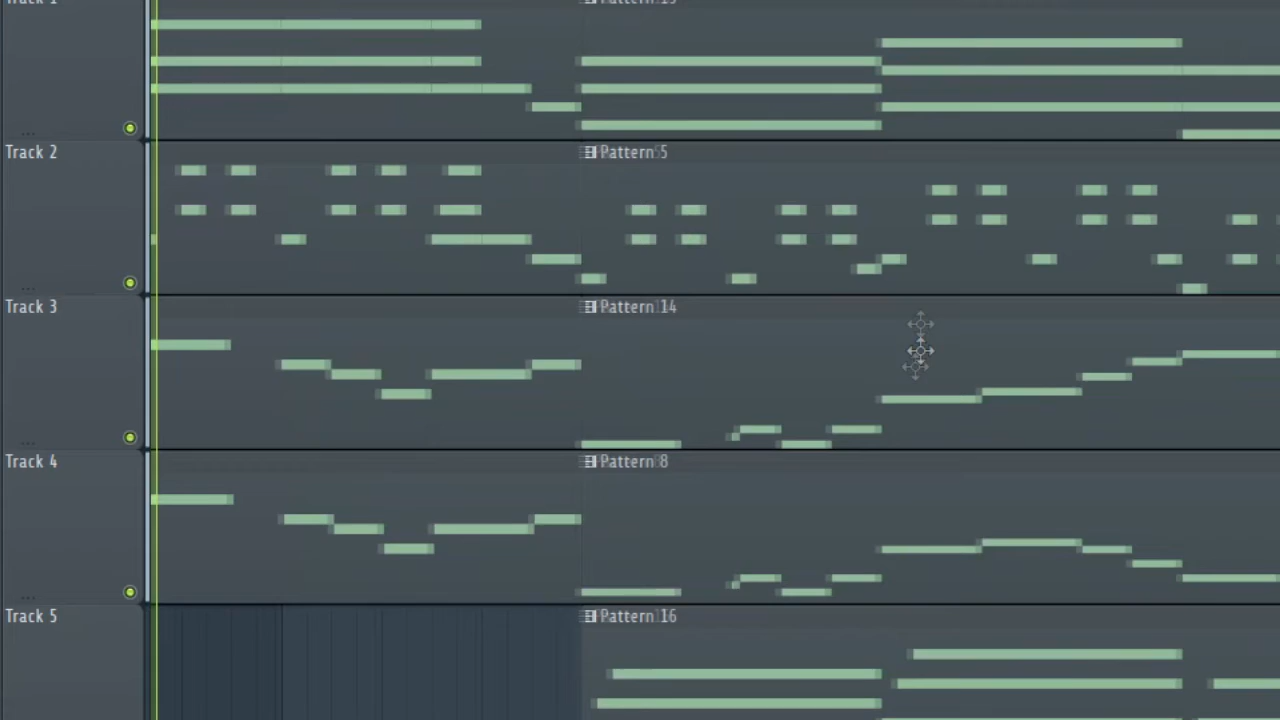 Track 2
Pattern 5
Track 3
Pattern 14
Track 4
Pattern 8
Track 5
Pattern 16